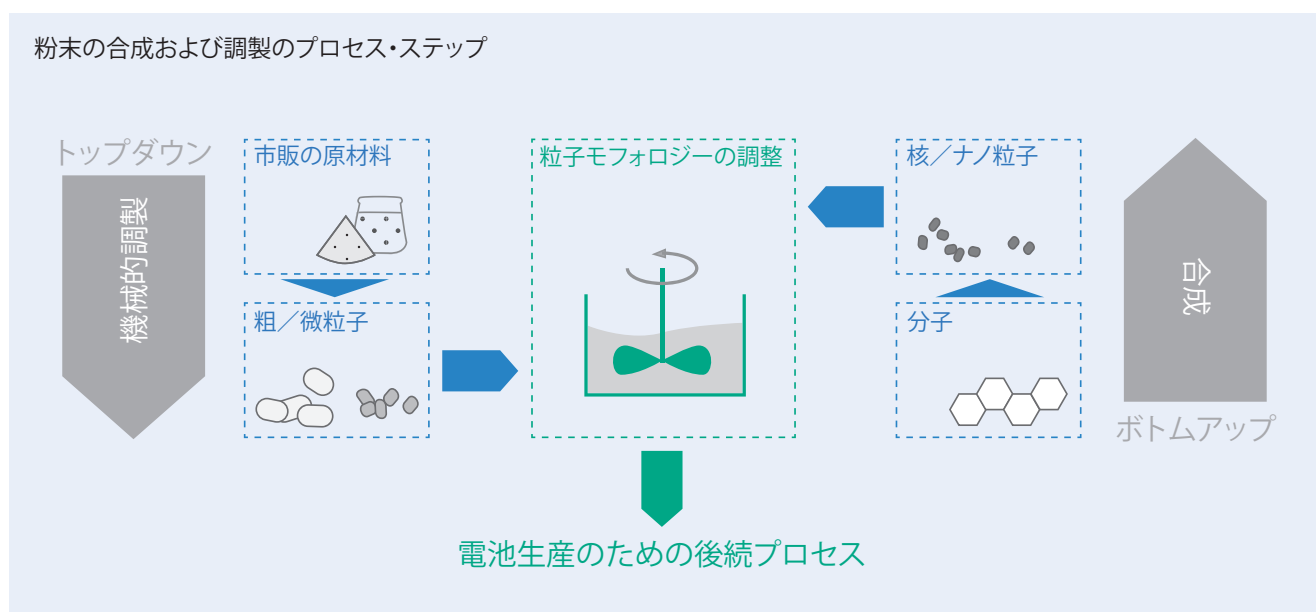 粉末の合成および調製のプロセス・ステップ
トップダウン
機械的調製
市販の原材料
粗／微粒子
粒子モフォロジーの調整
核／ナノ粒子
分子
合成
ボトムアップ
電池生産のための後続プロセス